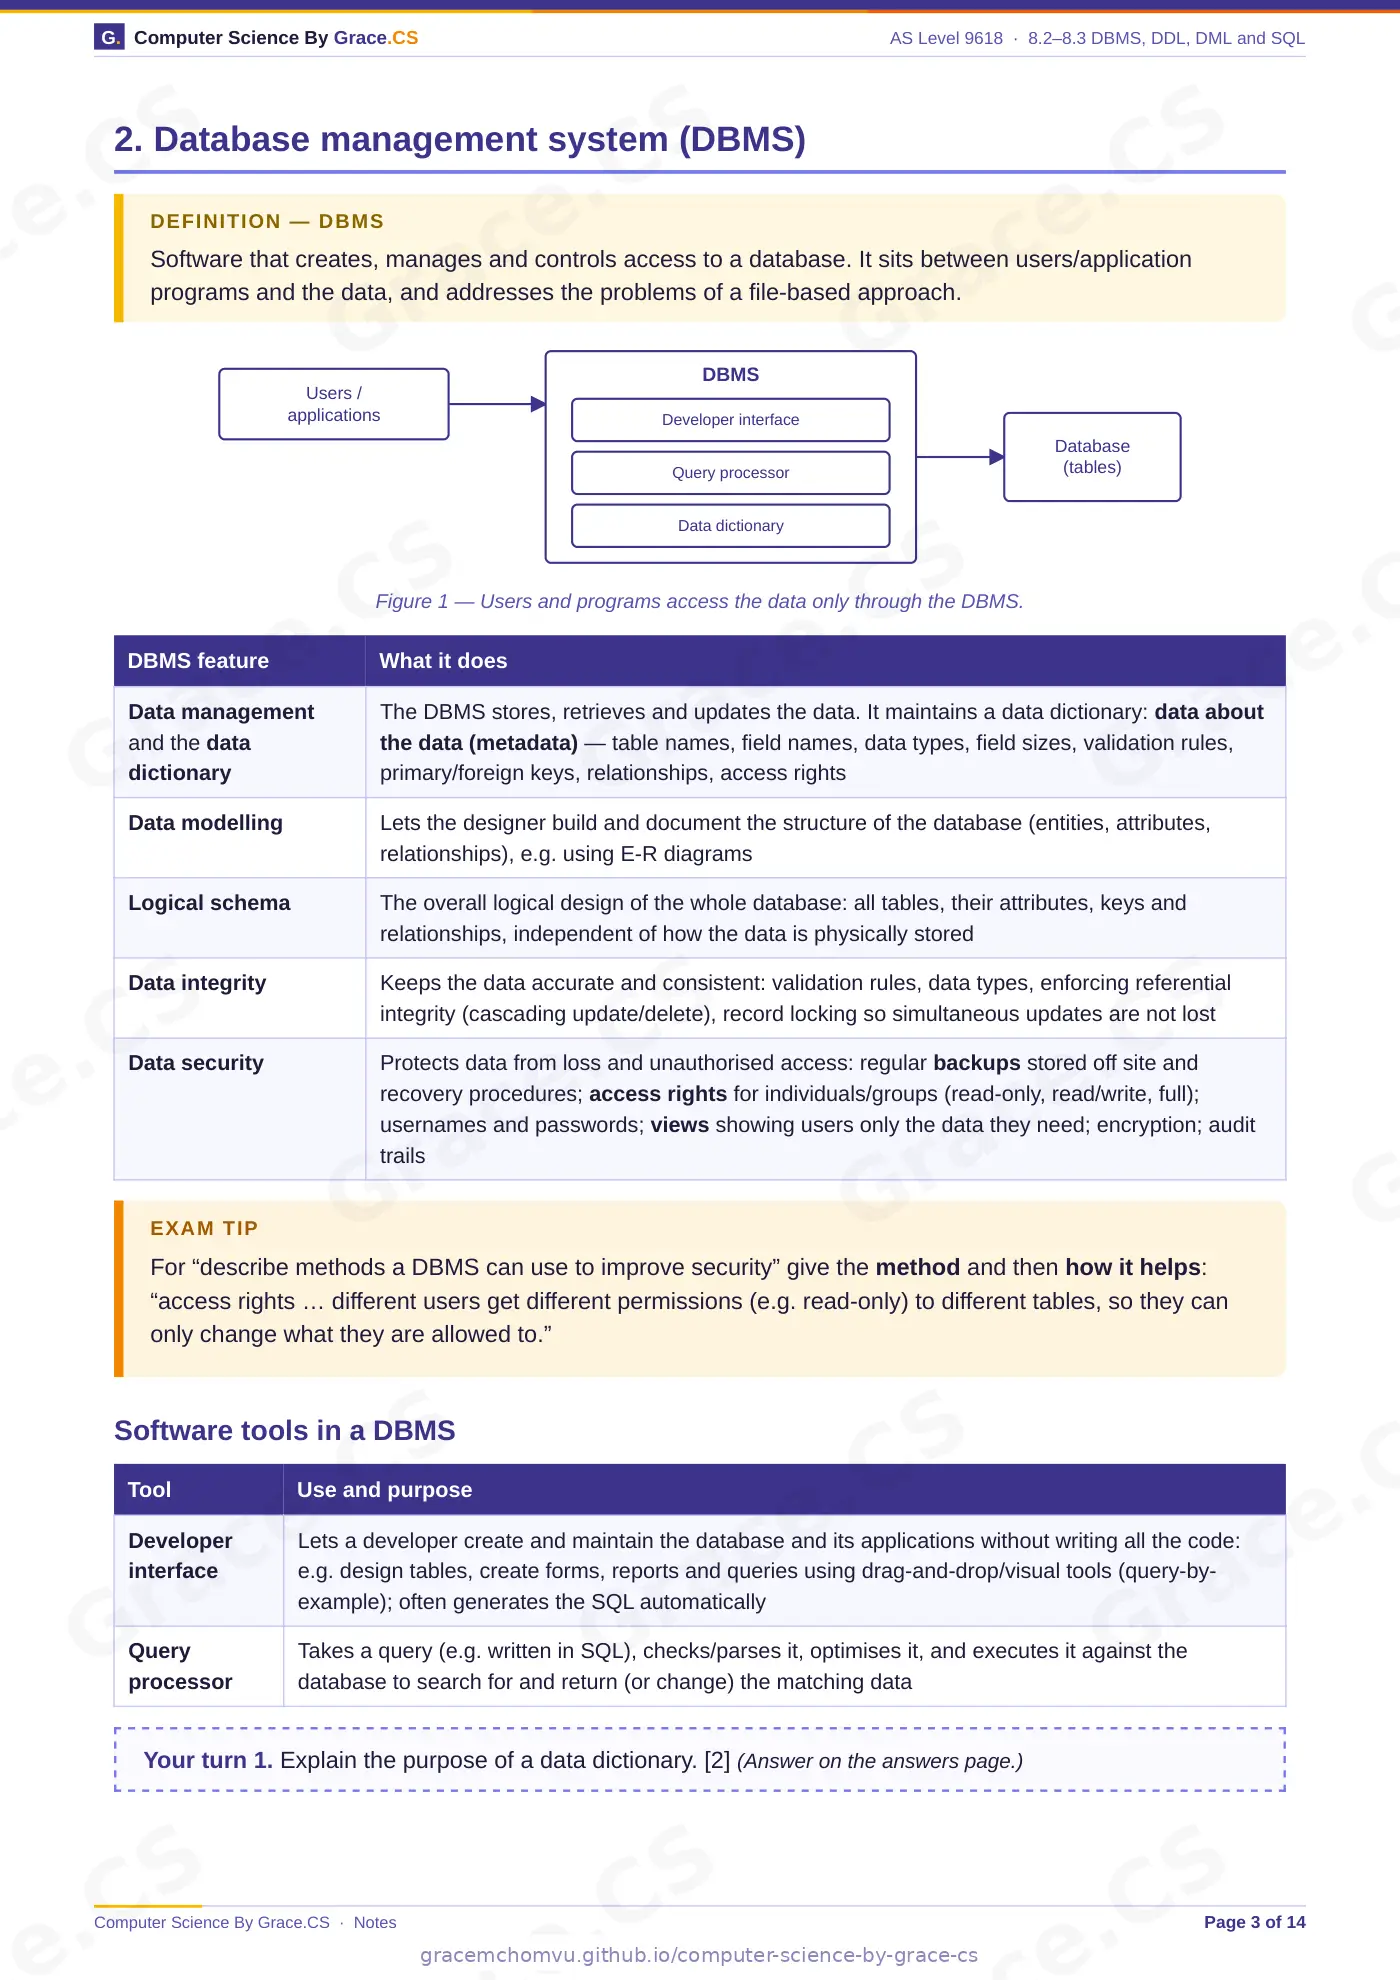 G. Computer Science By Grace.CS
AS Level 9618 · 8.2–8.3 DBMS, DDL, DML and SQL
2. Database management system (DBMS)
DEFINITION — DBMS
Software that creates, manages and controls access to a database. It sits between users/application
programs and the data, and addresses the problems of a file-based approach.
Users /
applications
DBMS
Developer interface
Query processor
Data dictionary
Database
(tables)
Figure 1 — Users and programs access the data only through the DBMS.
DBMS feature
What it does
Data management
and the data
dictionary
The DBMS stores, retrieves and updates the data. It maintains a data dictionary: data about
the data (metadata) — table names, field names, data types, field sizes, validation rules,
primary/foreign keys, relationships, access rights
Data modelling
Lets the designer build and document the structure of the database (entities, attributes,
relationships), e.g. using E-R diagrams
Logical schema
The overall logical design of the whole database: all tables, their attributes, keys and
relationships, independent of how the data is physically stored
Data integrity
Keeps the data accurate and consistent: validation rules, data types, enforcing referential
integrity (cascading update/delete), record locking so simultaneous updates are not lost
Data security
Protects data from loss and unauthorised access: regular backups stored off site and
recovery procedures; access rights for individuals/groups (read-only, read/write, full);
usernames and passwords; views showing users only the data they need; encryption; audit
trails
EXAM TIP
For “describe methods a DBMS can use to improve security” give the method and then how it helps:
“access rights … different users get different permissions (e.g. read-only) to different tables, so they can
only change what they are allowed to.”
Software tools in a DBMS
Tool
Use and purpose
Developer
interface
Lets a developer create and maintain the database and its applications without writing all the code:
e.g. design tables, create forms, reports and queries using drag-and-drop/visual tools (query-by-
example); often generates the SQL automatically
Query
processor
Takes a query (e.g. written in SQL), checks/parses it, optimises it, and executes it against the
database to search for and return (or change) the matching data
Your turn 1. Explain the purpose of a data dictionary. [2] (Answer on the answers page.)
Computer Science By Grace.CS · Notes
Page 3 of 14
gracemchomvu.github.io/computer-science-by-grace-cs